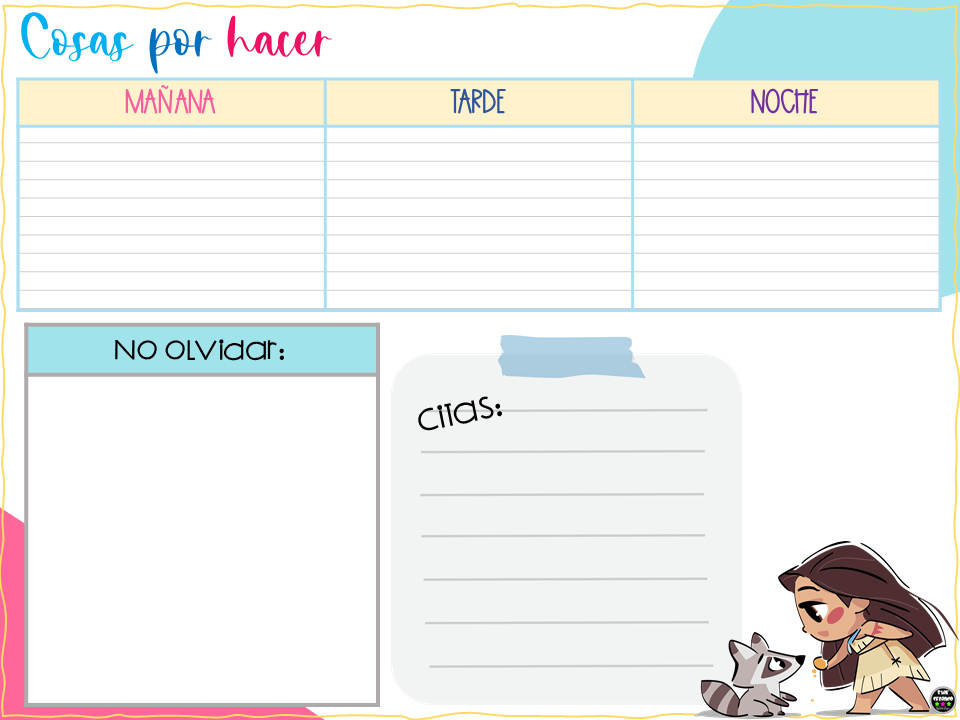 Cosas por hacer
MAÑANA
TARDE
NOCHE
No olvidar:
Citas: